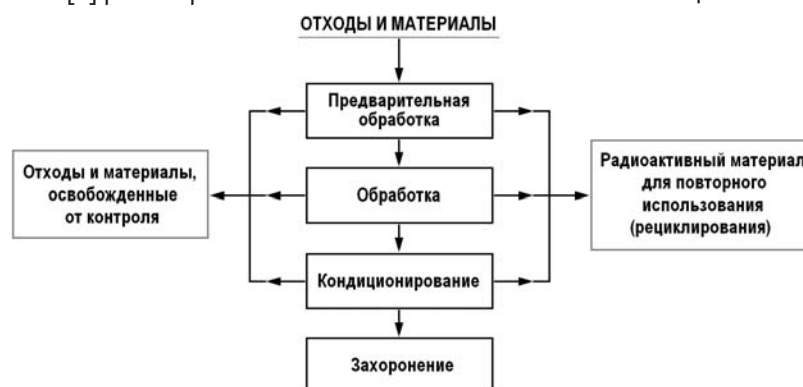 ОТХОДЫ И МАТЕРИАЛЫ
Предварительная
обработка
Отходы и материалы,
освобожденные
от контроля
Обработка
Радиоактивный материал
для повторного
использования
(рециклирования)
Кондиционирование
Захоронение